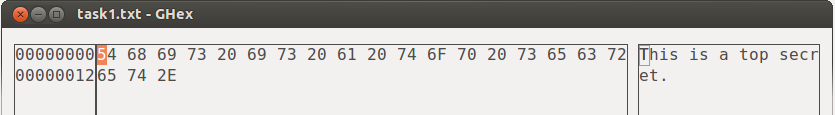 task1.txt - GHex
00000000 54 68 69 73 20 69 73 20 61 20 74 6F 70 20 73 65 63 72 This is a top secr
00000012 65 74 2E et.